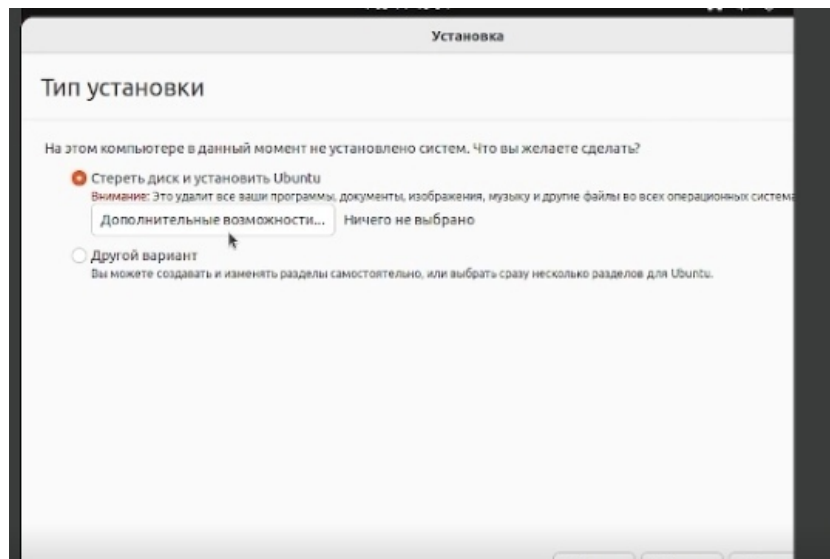 Установка
Тип установки
На этом компьютере в данный момент не установлено систем. Что вы желаете сделать?
Стереть диск и установить Ubuntu
Внимание: Это удалит все ваши программы, документы, изображения, музыку и другие файлы во всех операционных система
Дополнительные возможности... Ничего не выбрано
Другой вариант
Вы можете создавать и изменять разделы самостоятельно, или выбрать сразу несколько разделов для Ubuntu.